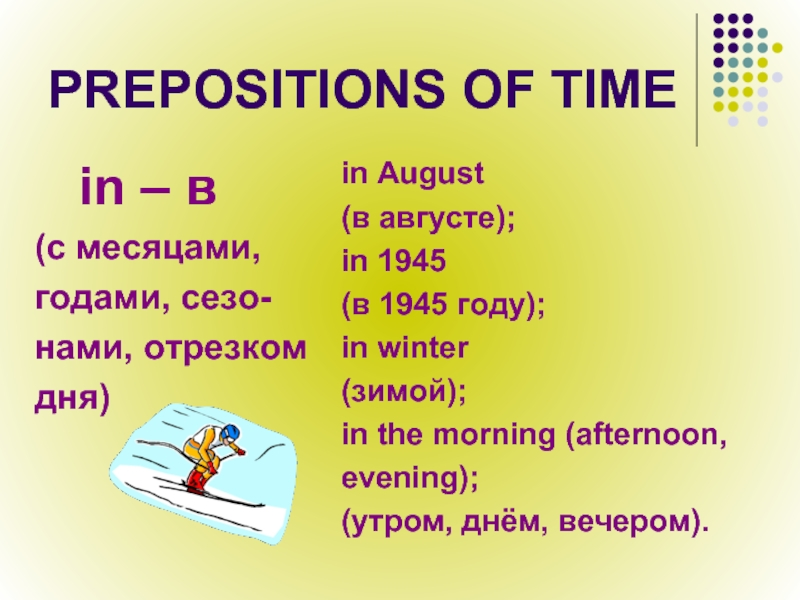 PREPOSITIONS OF TIME
in – в
(с месяцами,
годами, сезо-
нами, отрезком
дня)
in August
(в августе);
in 1945
(в 1945 году);
in winter
(зимой);
in the morning (afternoon,
evening);
(утром, днём, вечером).